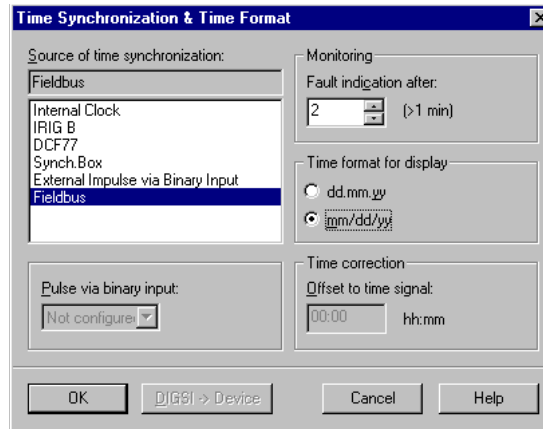 Time Synchronization & Time Format
Source of time synchronization:
Fieldbus
Internal Clock
IRIG B
DCF77
Synch.Box
External Impulse via Binary Input
Fieldbus
Pulse via binary input:
Not configure
Monitoring
Fault indication after:
2 (>1 min)
Time format for display
dd.mm.yy
mm/dd/yy
Time correction
Offset to time signal:
00:00 hh:mm
OK DIGSI -> Device Cancel Help